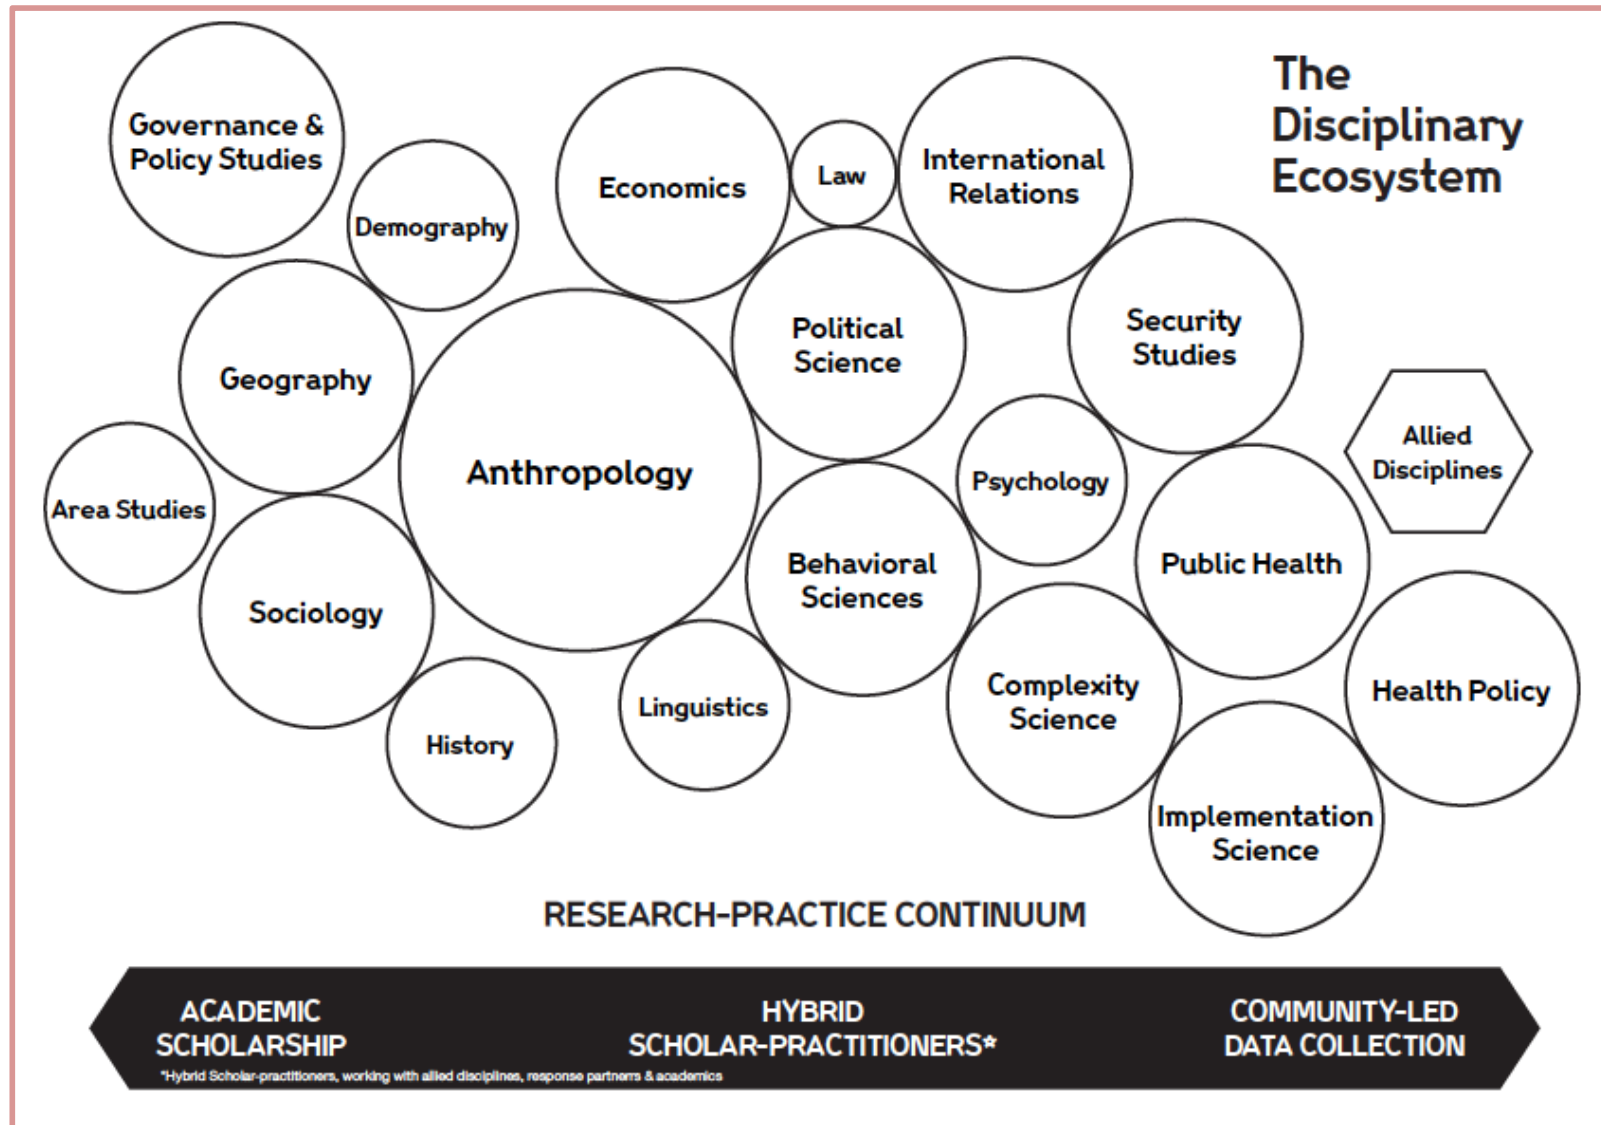 The
Disciplinary
Ecosystem
Governance &
Policy Studies
Demography
Economics
Law
International
Relations
Geography
Political
Science
Security
Studies
Area Studies
Anthropology
Psychology
Allied
Disciplines
Sociology
Behavioral
Sciences
Public Health
History
Linguistics
Complexity
Science
Health Policy
Implementation
Science
RESEARCH-PRACTICE CONTINUUM
ACADEMIC
SCHOLARSHIP
HYBRID
SCHOLAR-PRACTITIONERS*
COMMUNITY-LED
DATA COLLECTION
*Hybrid Scholar-practitioners, working with allied disciplines, response partnerrs & academics